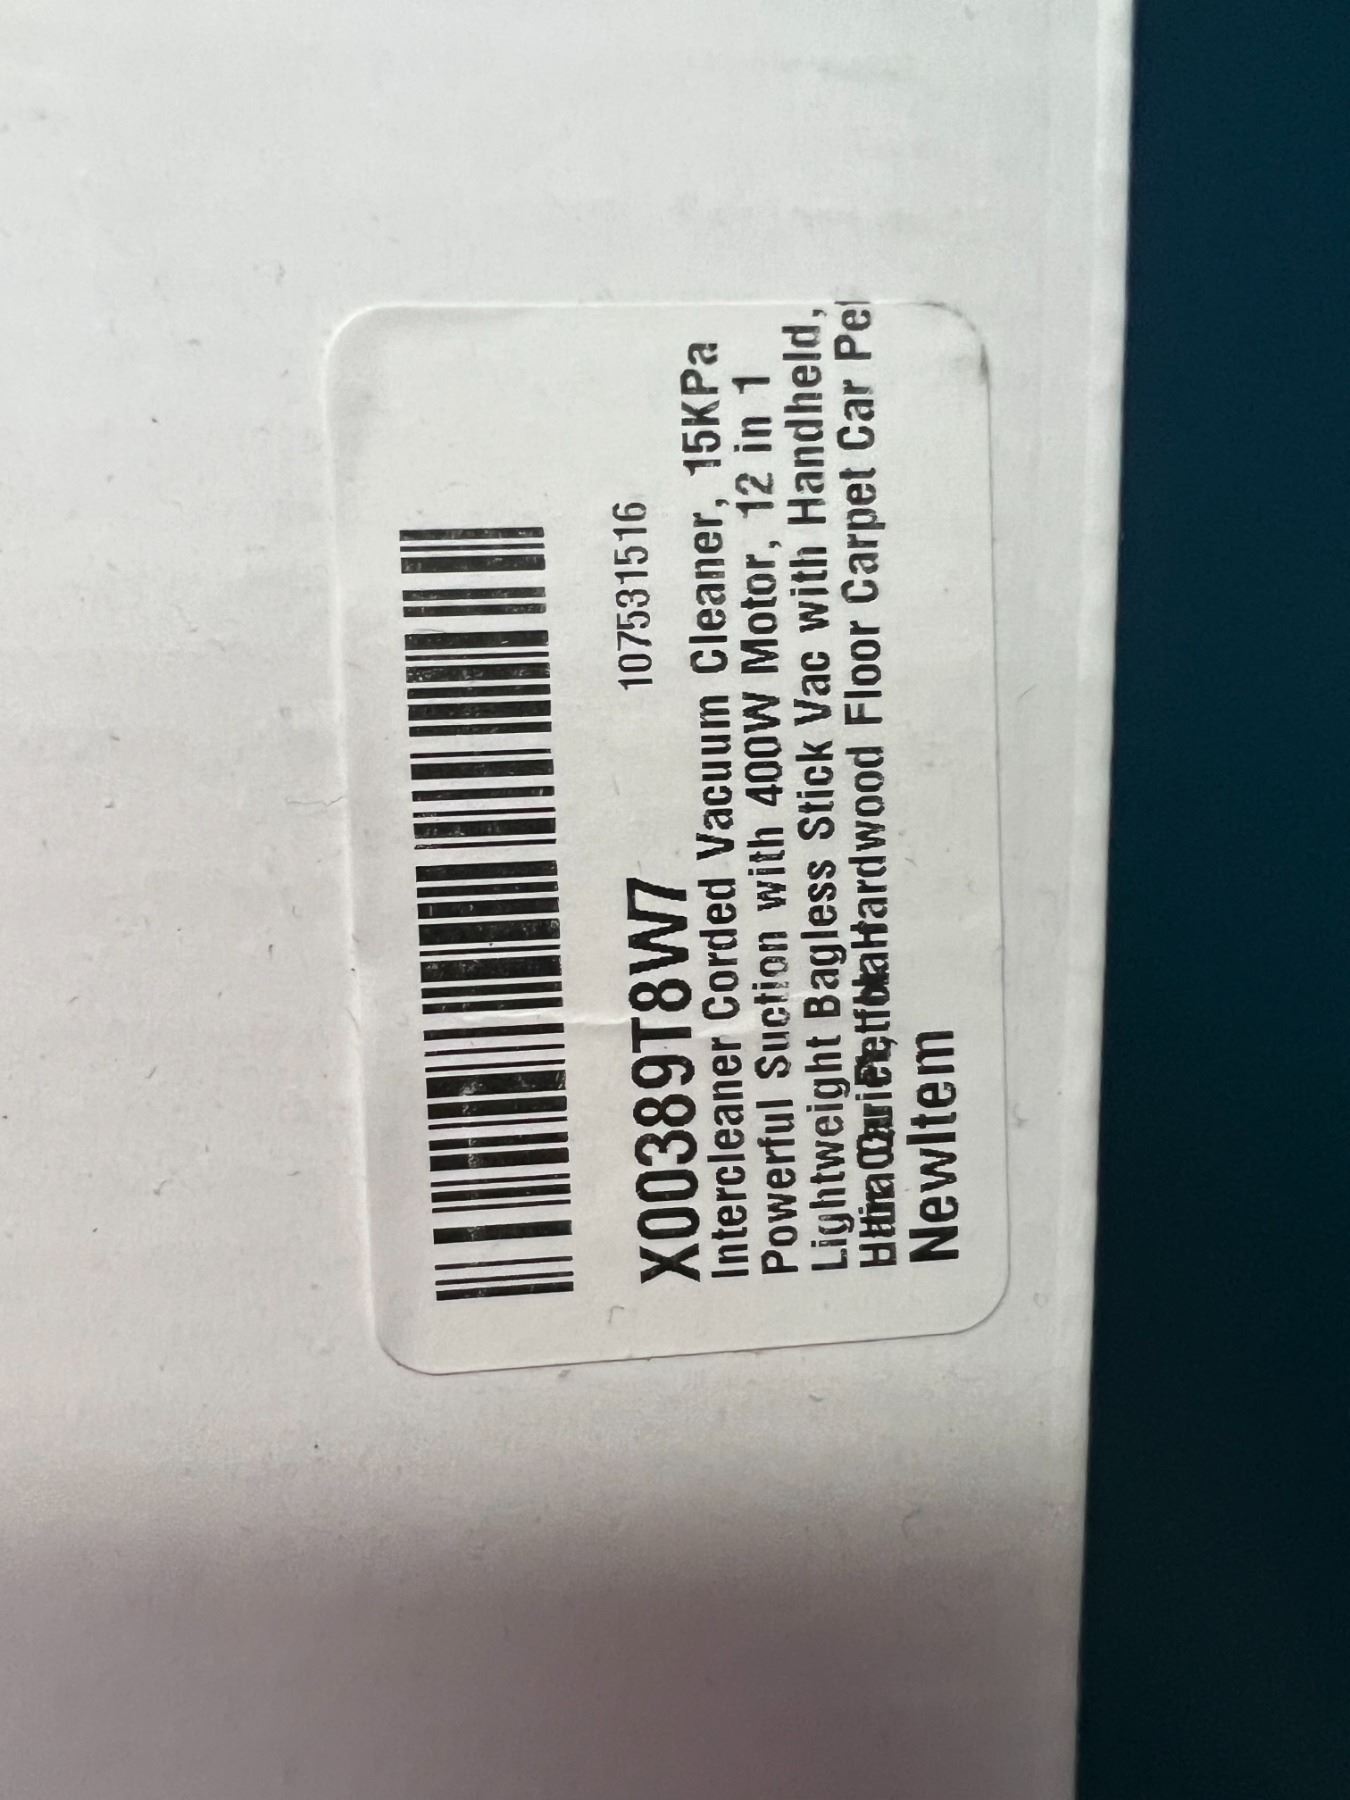 X00389T8W7
107531516
Intercleaner Corded Vacuum Cleaner, 15KPa
Powerful Suction with 400W Motor, 12 in 1
Lightweight Bagless Stick Vac with Handheld,
Hardwood Floor Carpet Car Pe
NewItem